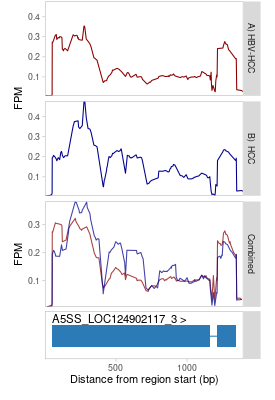 0.4
0.3
0.2
0.1
FPM
A) HBV-HCC
0.4
0.3
0.2
0.1
B) HCC
0.3
0.2
0.1
FPM
Combined
A5SS_LOC124902117_3 >
500 1000
Distance from region start (bp)